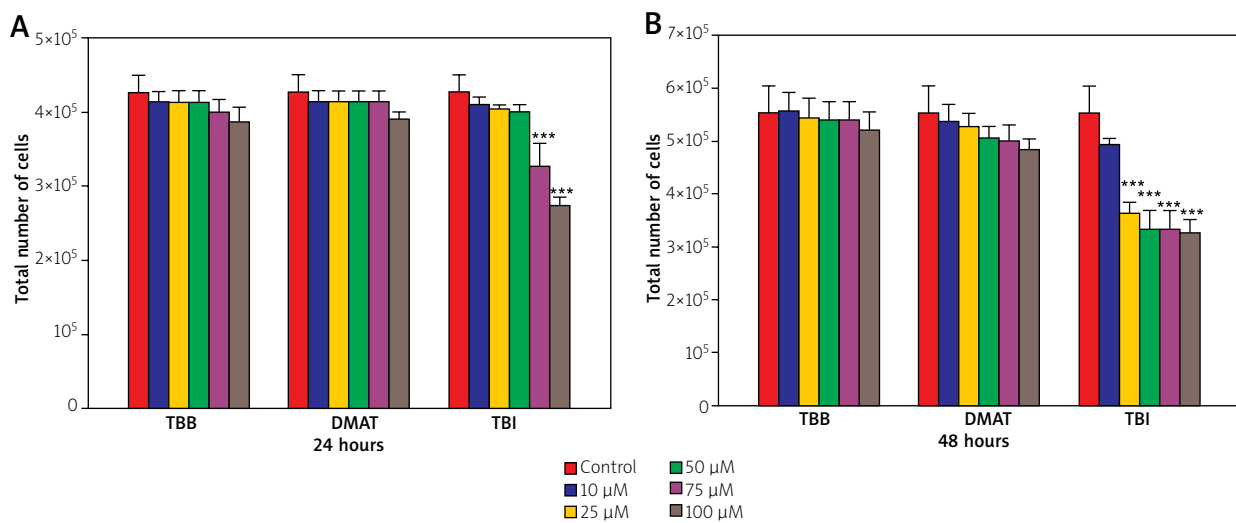 A
Total number of cells
5×10⁵
4×10⁵
3×10⁵
2×10⁵
10⁵
0
***
***
TBB DMAT TBI
24 hours
B
Total number of cells
7×10⁵
6×10⁵
5×10⁵
4×10⁵
3×10⁵
2×10⁵
10⁵
0
***
***
***
***
TBB DMAT TBI
48 hours
Control 50 µM
10 µM 75 µM
25 µM 100 µM